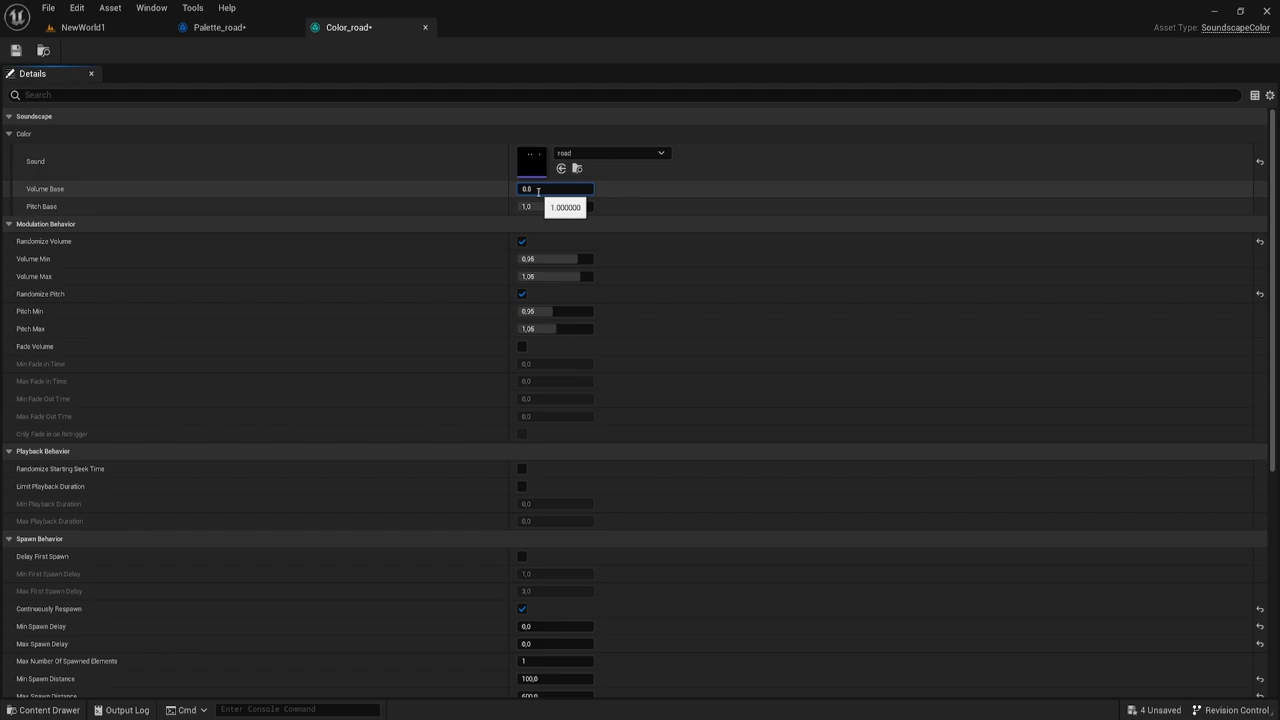 File Edit Asset Window Tools Help
NewWorld1 Palette_road* Color_road* Asset Type: SoundscapeColor
Details
Search
Soundscape
Color
Sound road
Volume Base 0.8
Pitch Base 1,0 1.000000
Modulation Behavior
Randomize Volume
Volume Min 0,95
Volume Max 1,05
Randomize Pitch
Pitch Min 0,95
Pitch Max 1,05
Fade Volume
Min Fade in Time 0,0
Max Fade in Time 0,0
Min Fade Out Time 0,0
Max Fade Out Time 0,0
Only Fade in on Retrigger
Playback Behavior
Randomize Starting Seek Time
Limit Playback Duration
Min Playback Duration 0,0
Max Playback Duration 0,0
Spawn Behavior
Delay First Spawn
Min First Spawn Delay 1,0
Max First Spawn Delay 3,0
Continuously Respawn
Min Spawn Delay 0,0
Max Spawn Delay 0,0
Max Number Of Spawned Elements 1
Min Spawn Distance 100,0
Max Spawn Distance 600,0
Content Drawer Output Log Cmd Enter Console Command 4 Unsaved Revision Control